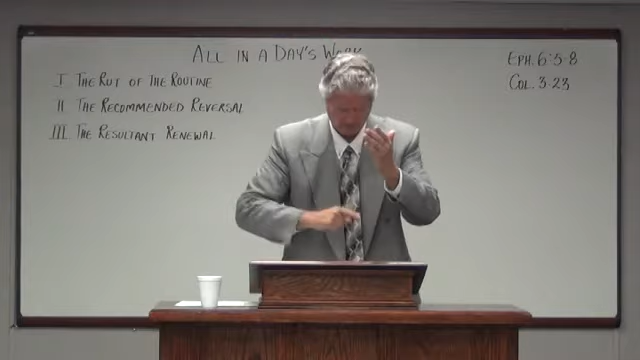 ALL IN A DAY'S WORK
I THE RUT OF THE ROUTINE
II THE RECOMMENDED REVERSAL
III THE RESULTANT RENEWAL
EPH. 6:5-8
COL. 3-23